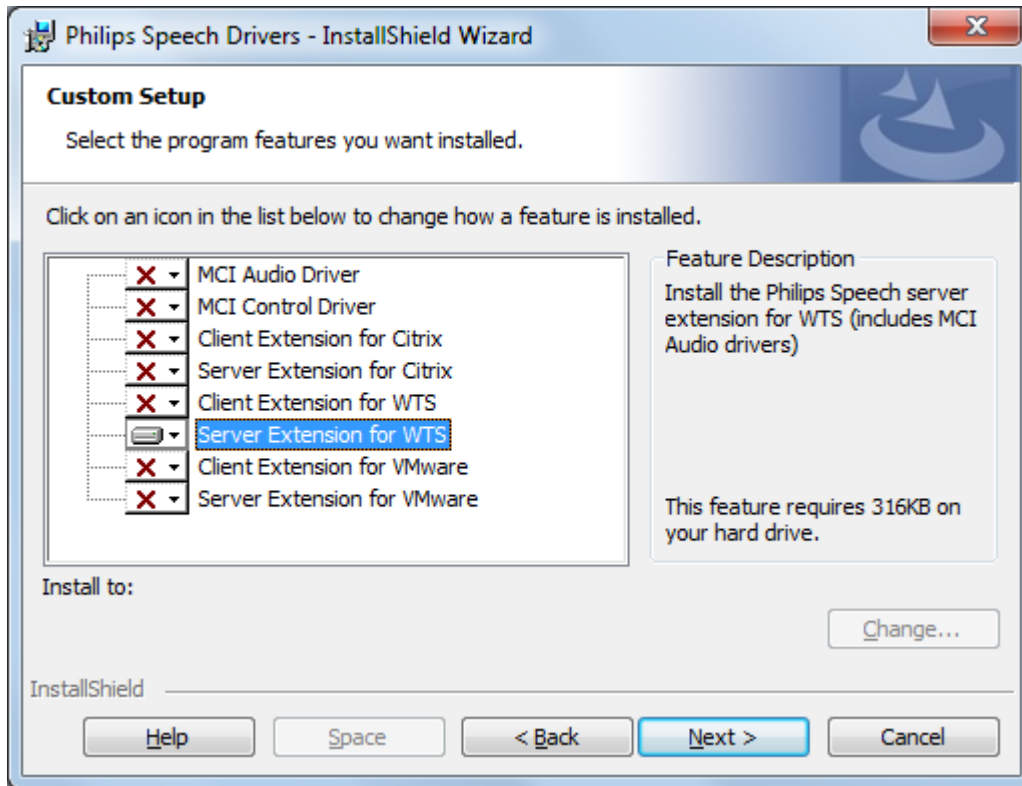 Philips Speech Drivers - InstallShield Wizard
Custom Setup
Select the program features you want installed.
Click on an icon in the list below to change how a feature is installed.
MCI Audio Driver
MCI Control Driver
Client Extension for Citrix
Server Extension for Citrix
Client Extension for WTS
Server Extension for WTS
Client Extension for VMware
Server Extension for VMware
Feature Description
Install the Philips Speech server
extension for WTS (includes MCI
Audio drivers)
This feature requires 316KB on
your hard drive.
Install to:
Change...
InstallShield
Help
Space
< Back
Next >
Cancel